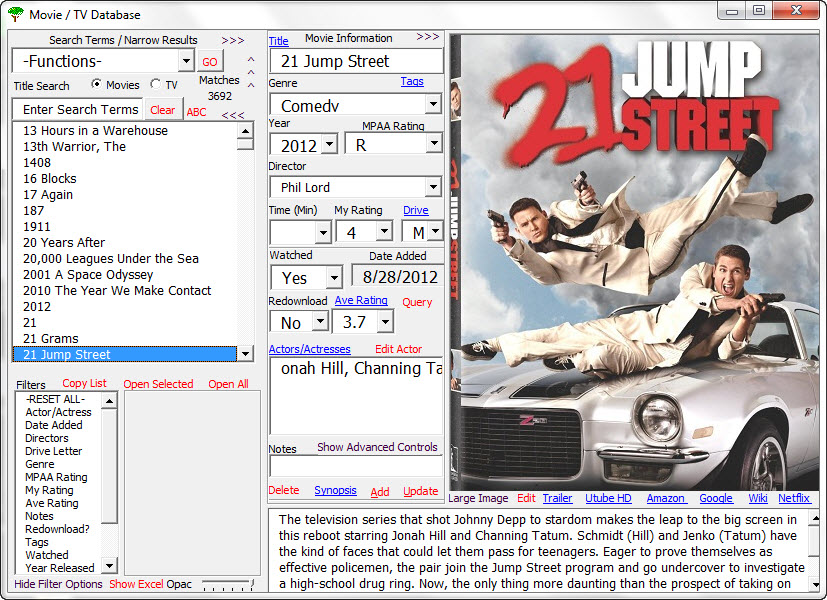 Movie / TV Database
Search Terms / Narrow Results >>>
-Functions-
GO
^
^
^
Title Search
Movies
TV
Matches
3692
Enter Search Terms
Clear
ABC
<<<
13 Hours in a Warehouse
13th Warrior, The
1408
16 Blocks
17 Again
187
1911
20 Years After
20,000 Leagues Under the Sea
2001 A Space Odyssey
2010 The Year We Make Contact
2012
21
21 Grams
21 Jump Street
Filters
Copy List
Open Selected
Open All
-RESET ALL-
Actor/Actress
Date Added
Directors
Drive Letter
Genre
MPAA Rating
My Rating
Ave Rating
Notes
Redownload?
Tags
Watched
Year Released
Hide Filter Options
Show Excel
Opac
Title
Movie Information
>>>
21 Jump Street
Genre
Tags
Comedy
Year
MPAA Rating
2012
R
Director
Phil Lord
Time (Min)
My Rating
Drive
4
M
Watched
Date Added
Yes
8/28/2012
Redownload
Ave Rating
Query
No
3.7
Actors/Actresses
Edit Actor
onah Hill, Channing Ta
Notes
Show Advanced Controls
Delete
Synopsis
Add
Update
21 JUMP
STREET
21 JUMP STREET
Z28
Large Image
Edit
Trailer
Utube HD
Amazon
Google
Wiki
Netflix
The television series that shot Johnny Depp to stardom makes the leap to the big screen in
this reboot starring Jonah Hill and Channing Tatum. Schmidt (Hill) and Jenko (Tatum) have
the kind of faces that could let them pass for teenagers. Eager to prove themselves as
effective policemen, the pair join the Jump Street program and go undercover to investigate
a high-school drug ring. Now, the only thing more daunting than the prospect of taking on